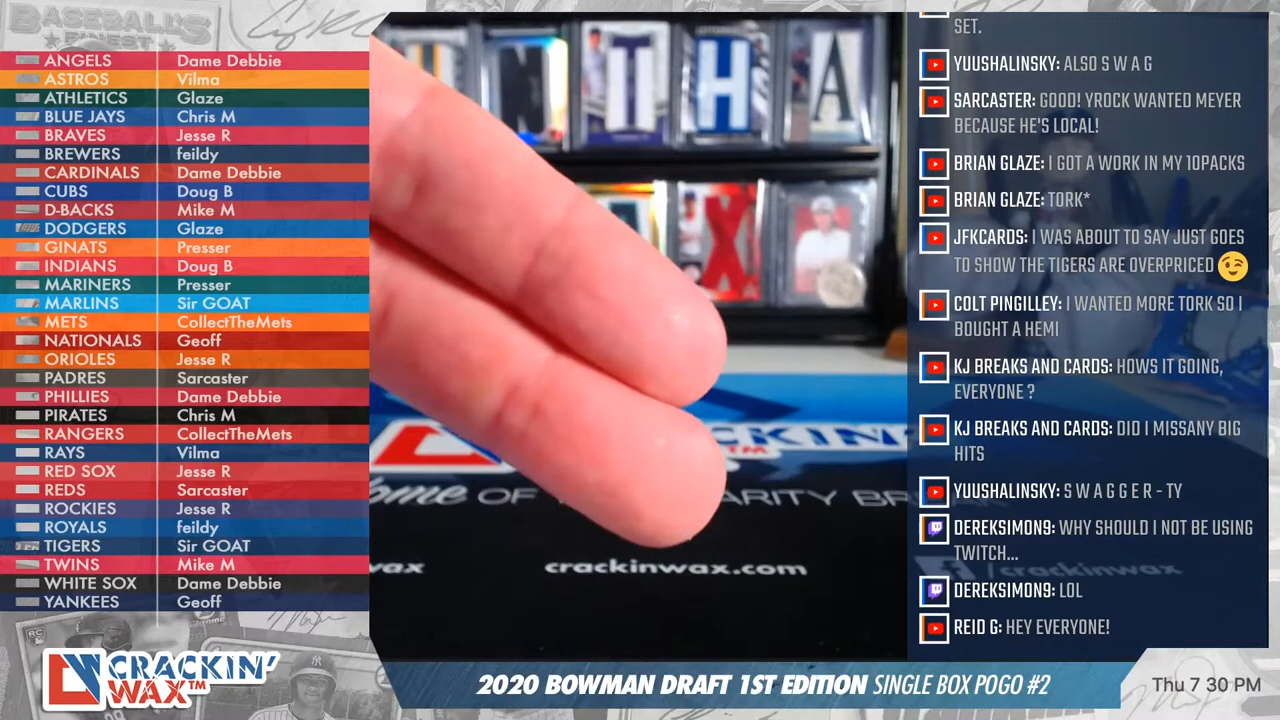 BASEBALL'S
FINEST
ANGELS Dame Debbie
ASTROS Vilma
ATHLETICS Glaze
BLUE JAYS Chris M
BRAVES Jesse R
BREWERS feildy
CARDINALS Dame Debbie
CUBS Doug B
D-BACKS Mike M
DODGERS Glaze
GINATS Presser
INDIANS Doug B
MARINERS Presser
MARLINS Sir GOAT
METS CollectTheMets
NATIONALS Geoff
ORIOLES Jesse R
PADRES Sarcaster
PHILLIES Dame Debbie
PIRATES Chris M
RANGERS CollectTheMets
RAYS Vilma
RED SOX Jesse R
REDS Sarcaster
ROCKIES Jesse R
ROYALS feildy
TIGERS Sir GOAT
TWINS Mike M
WHITE SOX Dame Debbie
YANKEES Geoff
RC
CRACKIN'
WAX™
N T H A
X
OF
crackinwax.com
SET.
YUUSHALINSKY: ALSO S W A G
SARCASTER: GOOD! YROCK WANTED MEYER
BECAUSE HE'S LOCAL!
BRIAN GLAZE: I GOT A WORK IN MY 10PACKS
BRIAN GLAZE: TORK*
JFKCARDS: I WAS ABOUT TO SAY JUST GOES
TO SHOW THE TIGERS ARE OVERPRICED
COLT PINGILLEY: I WANTED MORE TORK SO I
BOUGHT A HEMI
KJ BREAKS AND CARDS: HOWS IT GOING,
EVERYONE ?
KJ BREAKS AND CARDS: DID I MISSANY BIG
HITS
YUUSHALINSKY: S W A G G E R - TY
DEREKSIMON9: WHY SHOULD I NOT BE USING
TWITCH...
/crackinwax
DEREKSIMON9: LOL
REID G: HEY EVERYONE!
2020 BOWMAN DRAFT 1ST EDITION SINGLE BOX POGO #2
Thu 7 30 PM